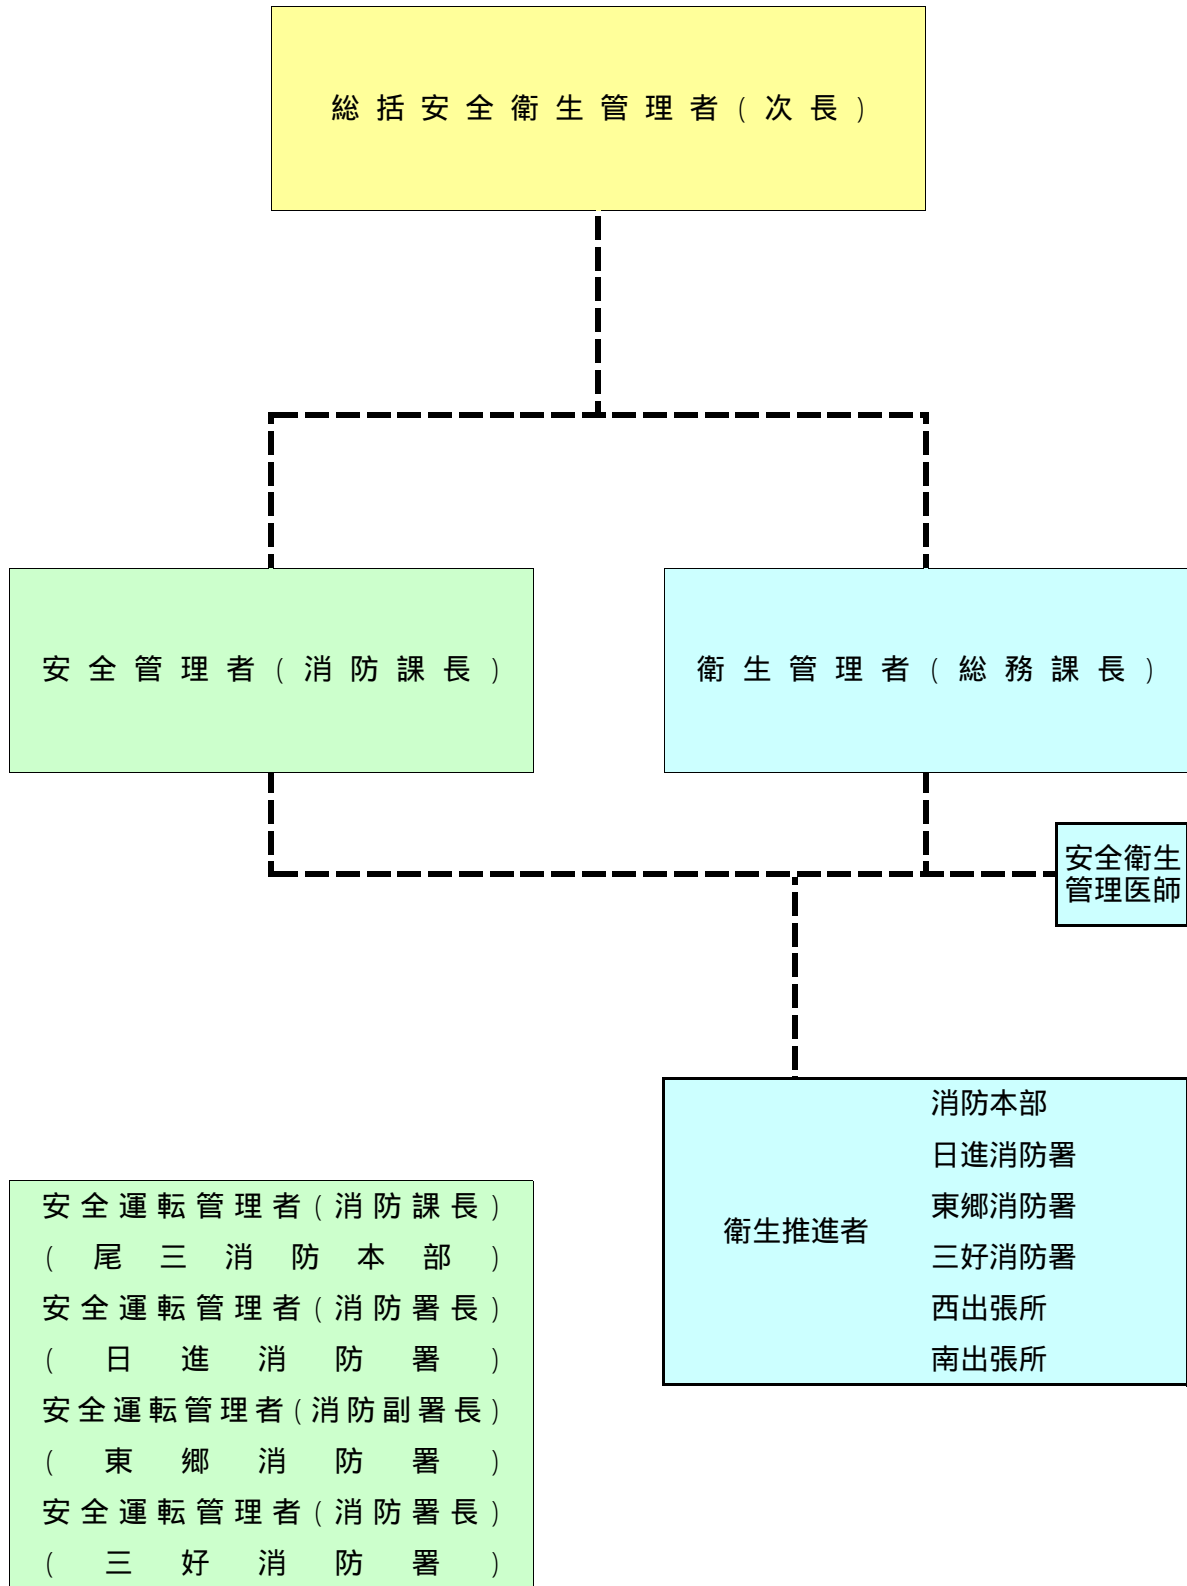 総括安全衛生管理者(次長)
安全管理者(消防課長)
衛生管理者(総務課長)
安全衛生
管理医師
衛生推進者
消防本部
日進消防署
東郷消防署
三好消防署
西出張所
南出張所
安全運転管理者(消防課長)
(尾三消防本部)
安全運転管理者(消防署長)
(日進消防署)
安全運転管理者(消防副署長)
(東郷消防署)
安全運転管理者(消防署長)
(三好消防署)